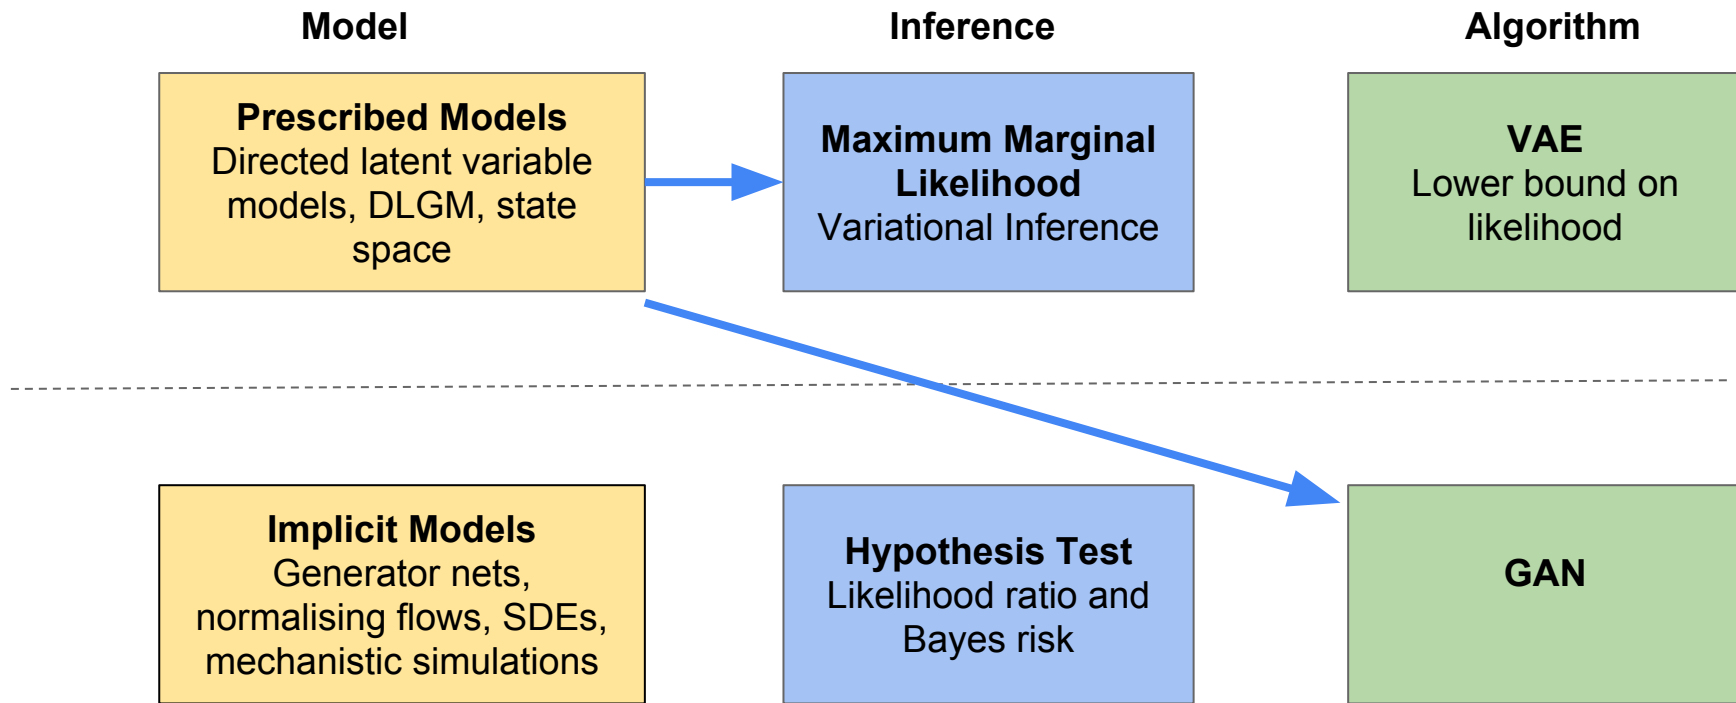 Model
Inference
Algorithm
Prescribed Models
Directed latent variable
models, DLGM, state
space
Maximum Marginal
Likelihood
Variational Inference
VAE
Lower bound on
likelihood
Implicit Models
Generator nets,
normalising flows, SDEs,
mechanistic simulations
Hypothesis Test
Likelihood ratio and
Bayes risk
GAN